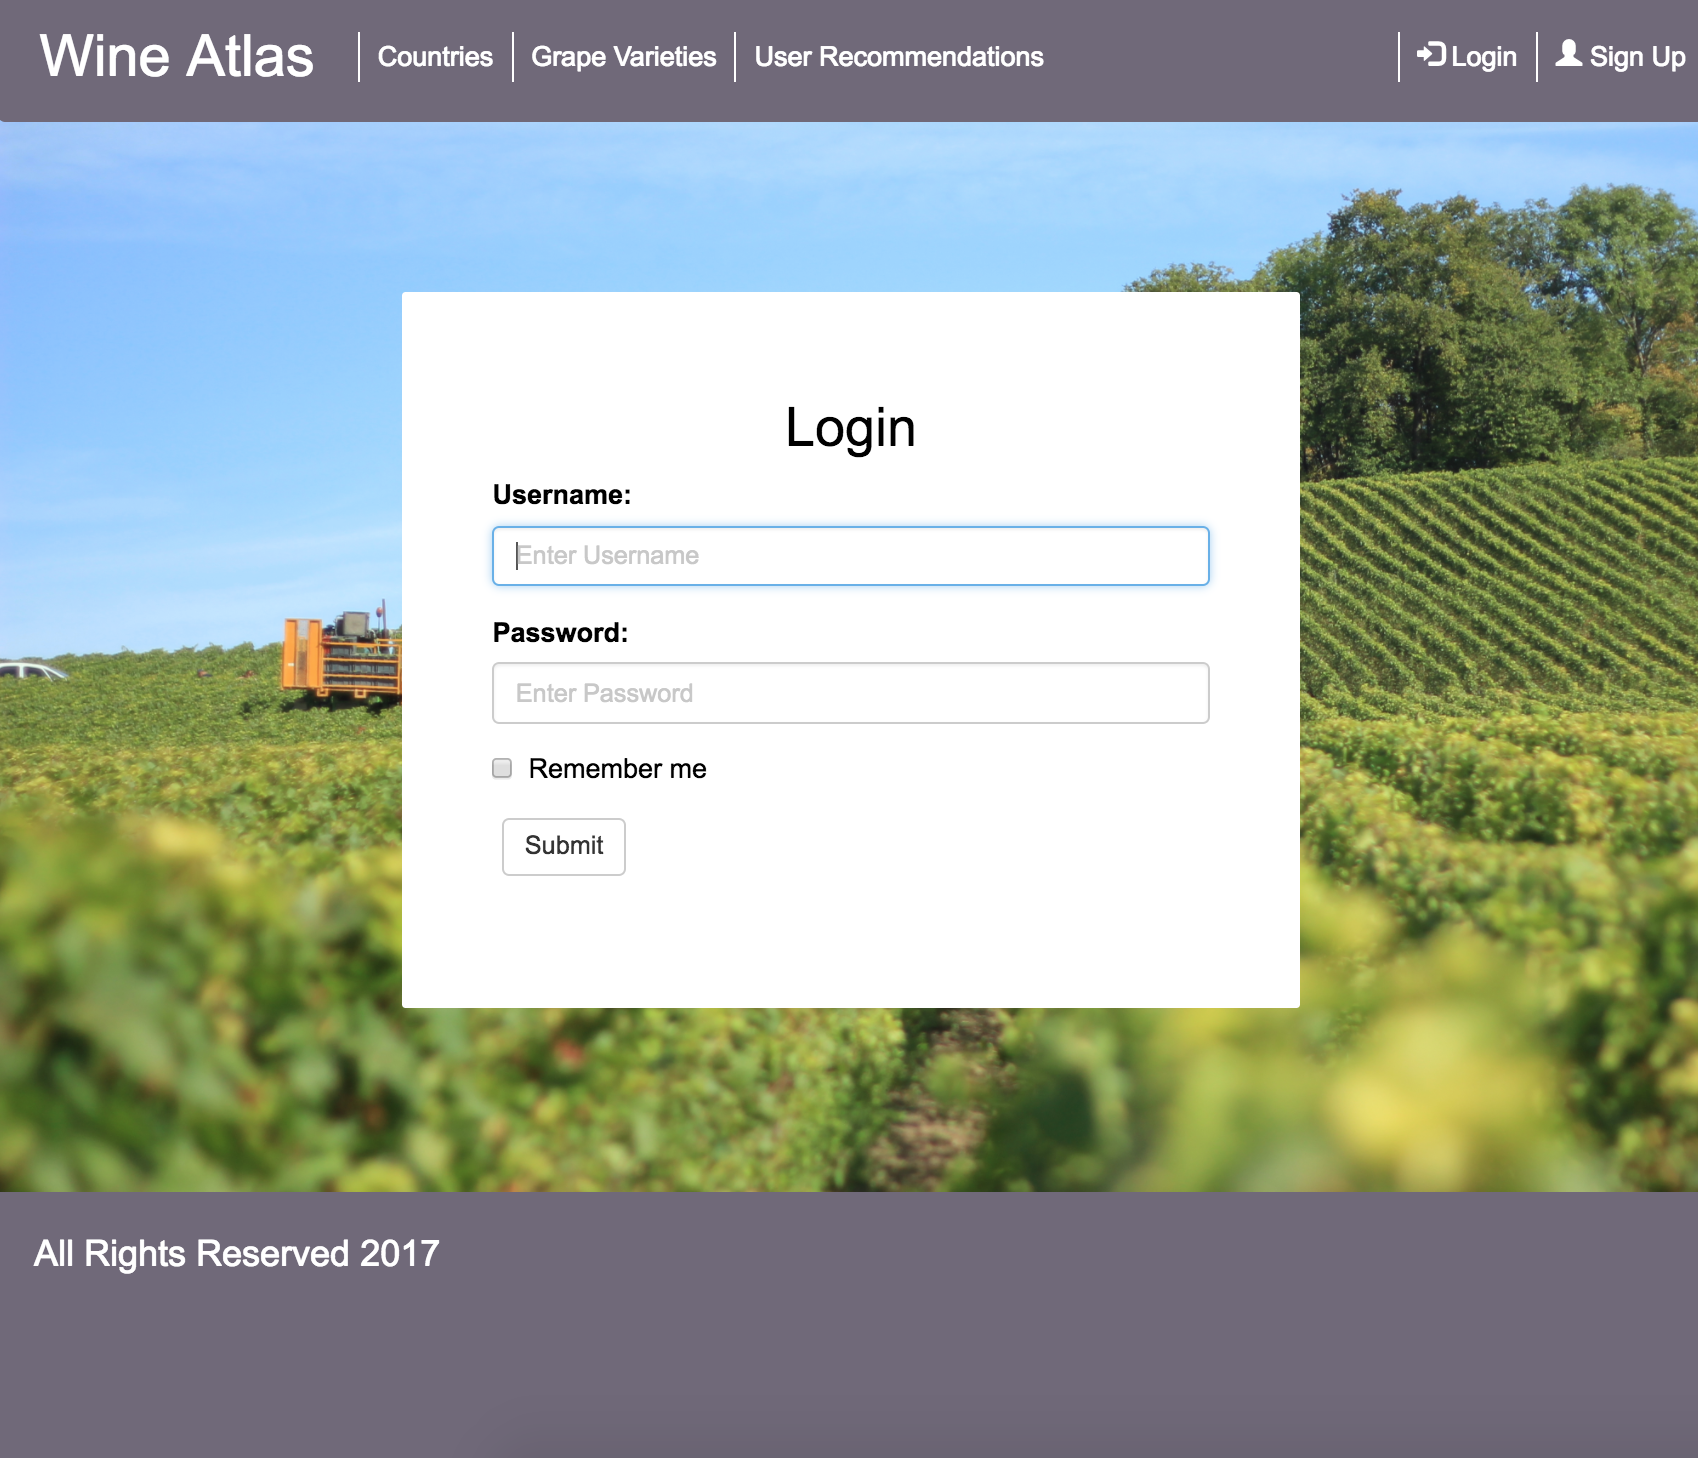 Wine Atlas Countries Grape Varieties User Recommendations Login Sign Up
Login
Username:
Enter Username
Password:
Enter Password
Remember me
Submit
All Rights Reserved 2017